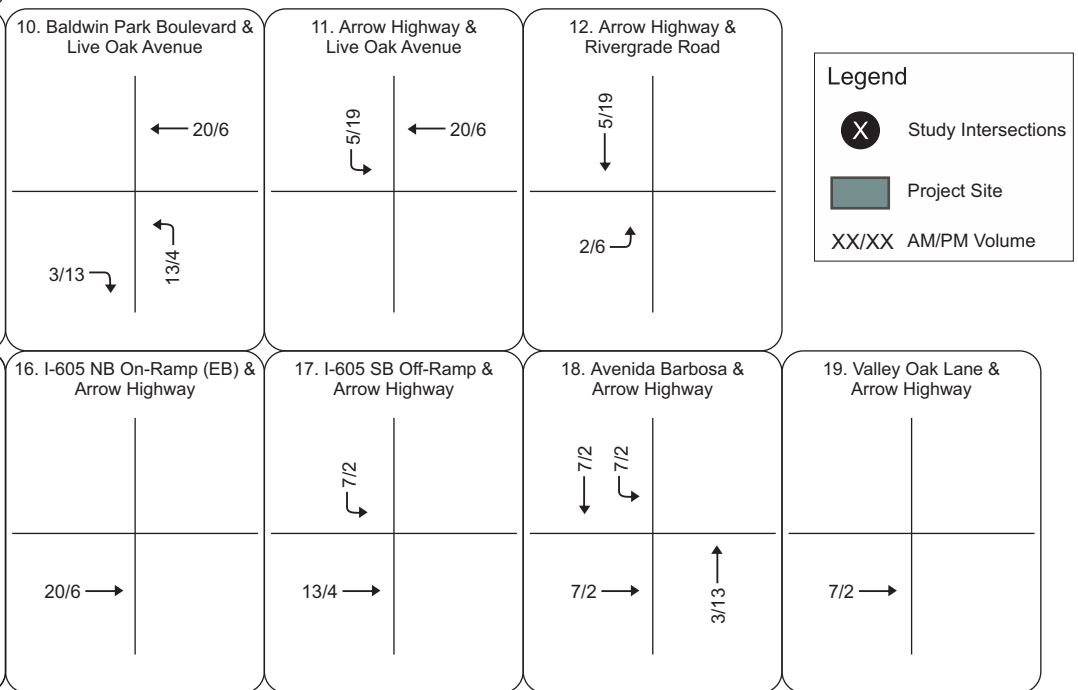 10. Baldwin Park Boulevard &
Live Oak Avenue
20/6
3/13
13/4
11. Arrow Highway &
Live Oak Avenue
5/19
20/6
12. Arrow Highway &
Rivergrade Road
5/19
2/6
Legend
X
Study Intersections
Project Site
XX/XX AM/PM Volume
16. I-605 NB On-Ramp (EB) &
Arrow Highway
20/6
17. I-605 SB Off-Ramp &
Arrow Highway
7/2
13/4
18. Avenida Barbosa &
Arrow Highway
7/2
7/2
7/2
3/13
19. Valley Oak Lane &
Arrow Highway
7/2